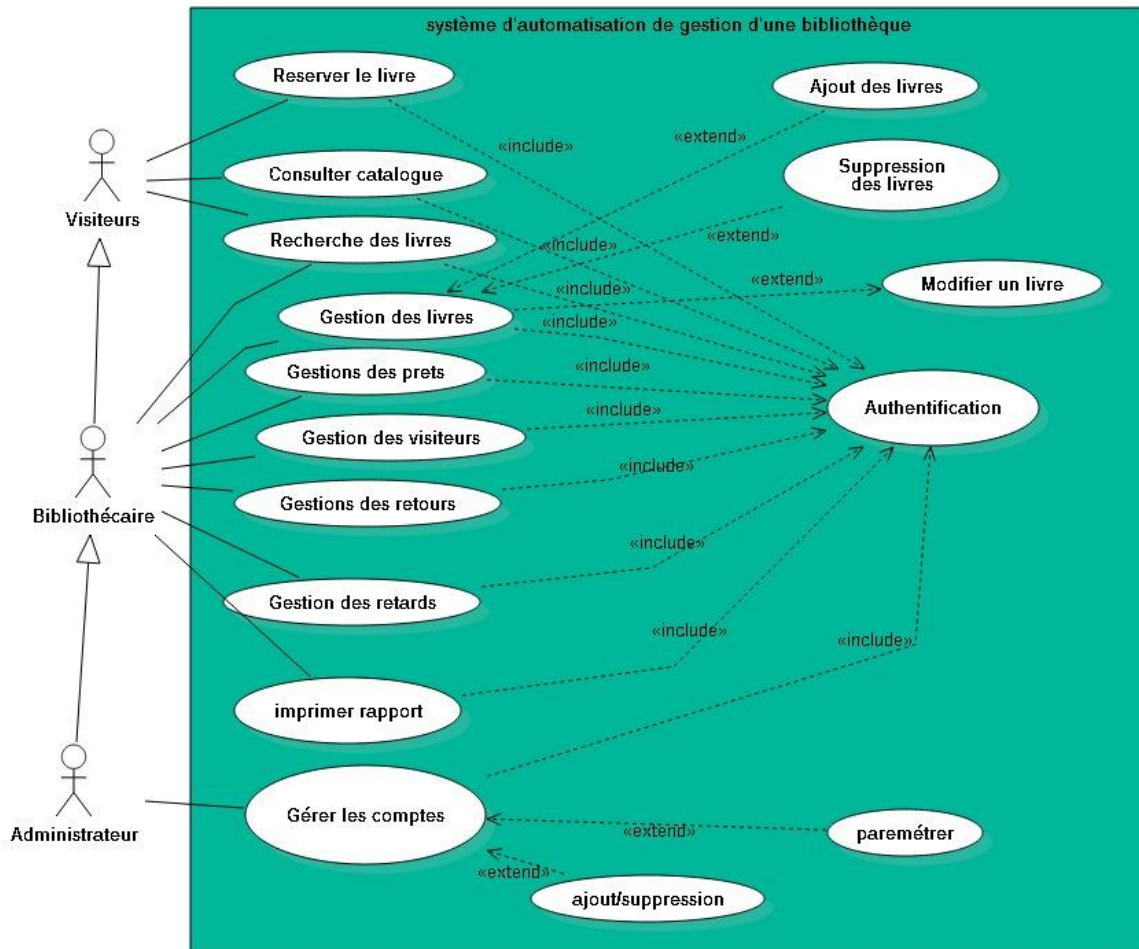 système d'automatisation de gestion d'une bibliothèque
Reserver le livre
Ajout des livres
«include»
«extend»
Suppression
des livres
Consulter catalogue
Visiteurs
Recherche des livres
«include»
«extend»
«include»
«extend»
Modifier un livre
Gestion des livres
«include»
Gestions des prets
«include»
Authentification
«include»
Gestion des visiteurs
«include»
Gestions des retours
Bibliothécaire
«include»
Gestion des retards
«include»
«include»
imprimer rapport
Gérer les comptes
Administrateur
«extend»
paremétrer
«extend»
ajout/suppression